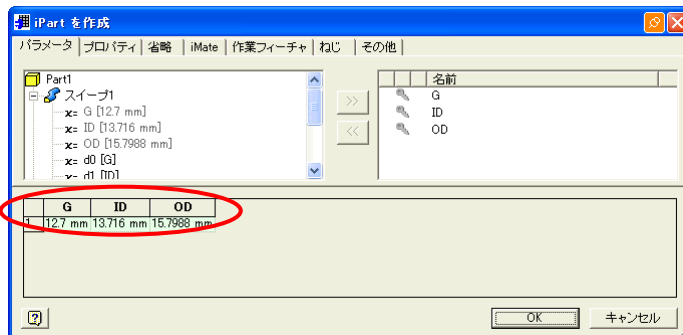 iPart を作成
パラメータ プロパティ 省略 iMate 作業フィーチャ ねじ その他
Part1
スイープ1
x= G [12.7 mm]
x= ID [13.716 mm]
x= OD [15.7988 mm]
x= d0 [G]
x= d1 [ID]
>>
<<
名前
G
ID
OD
G ID OD
1 12.7 mm 13.716 mm 15.7988 mm
OK キャンセル